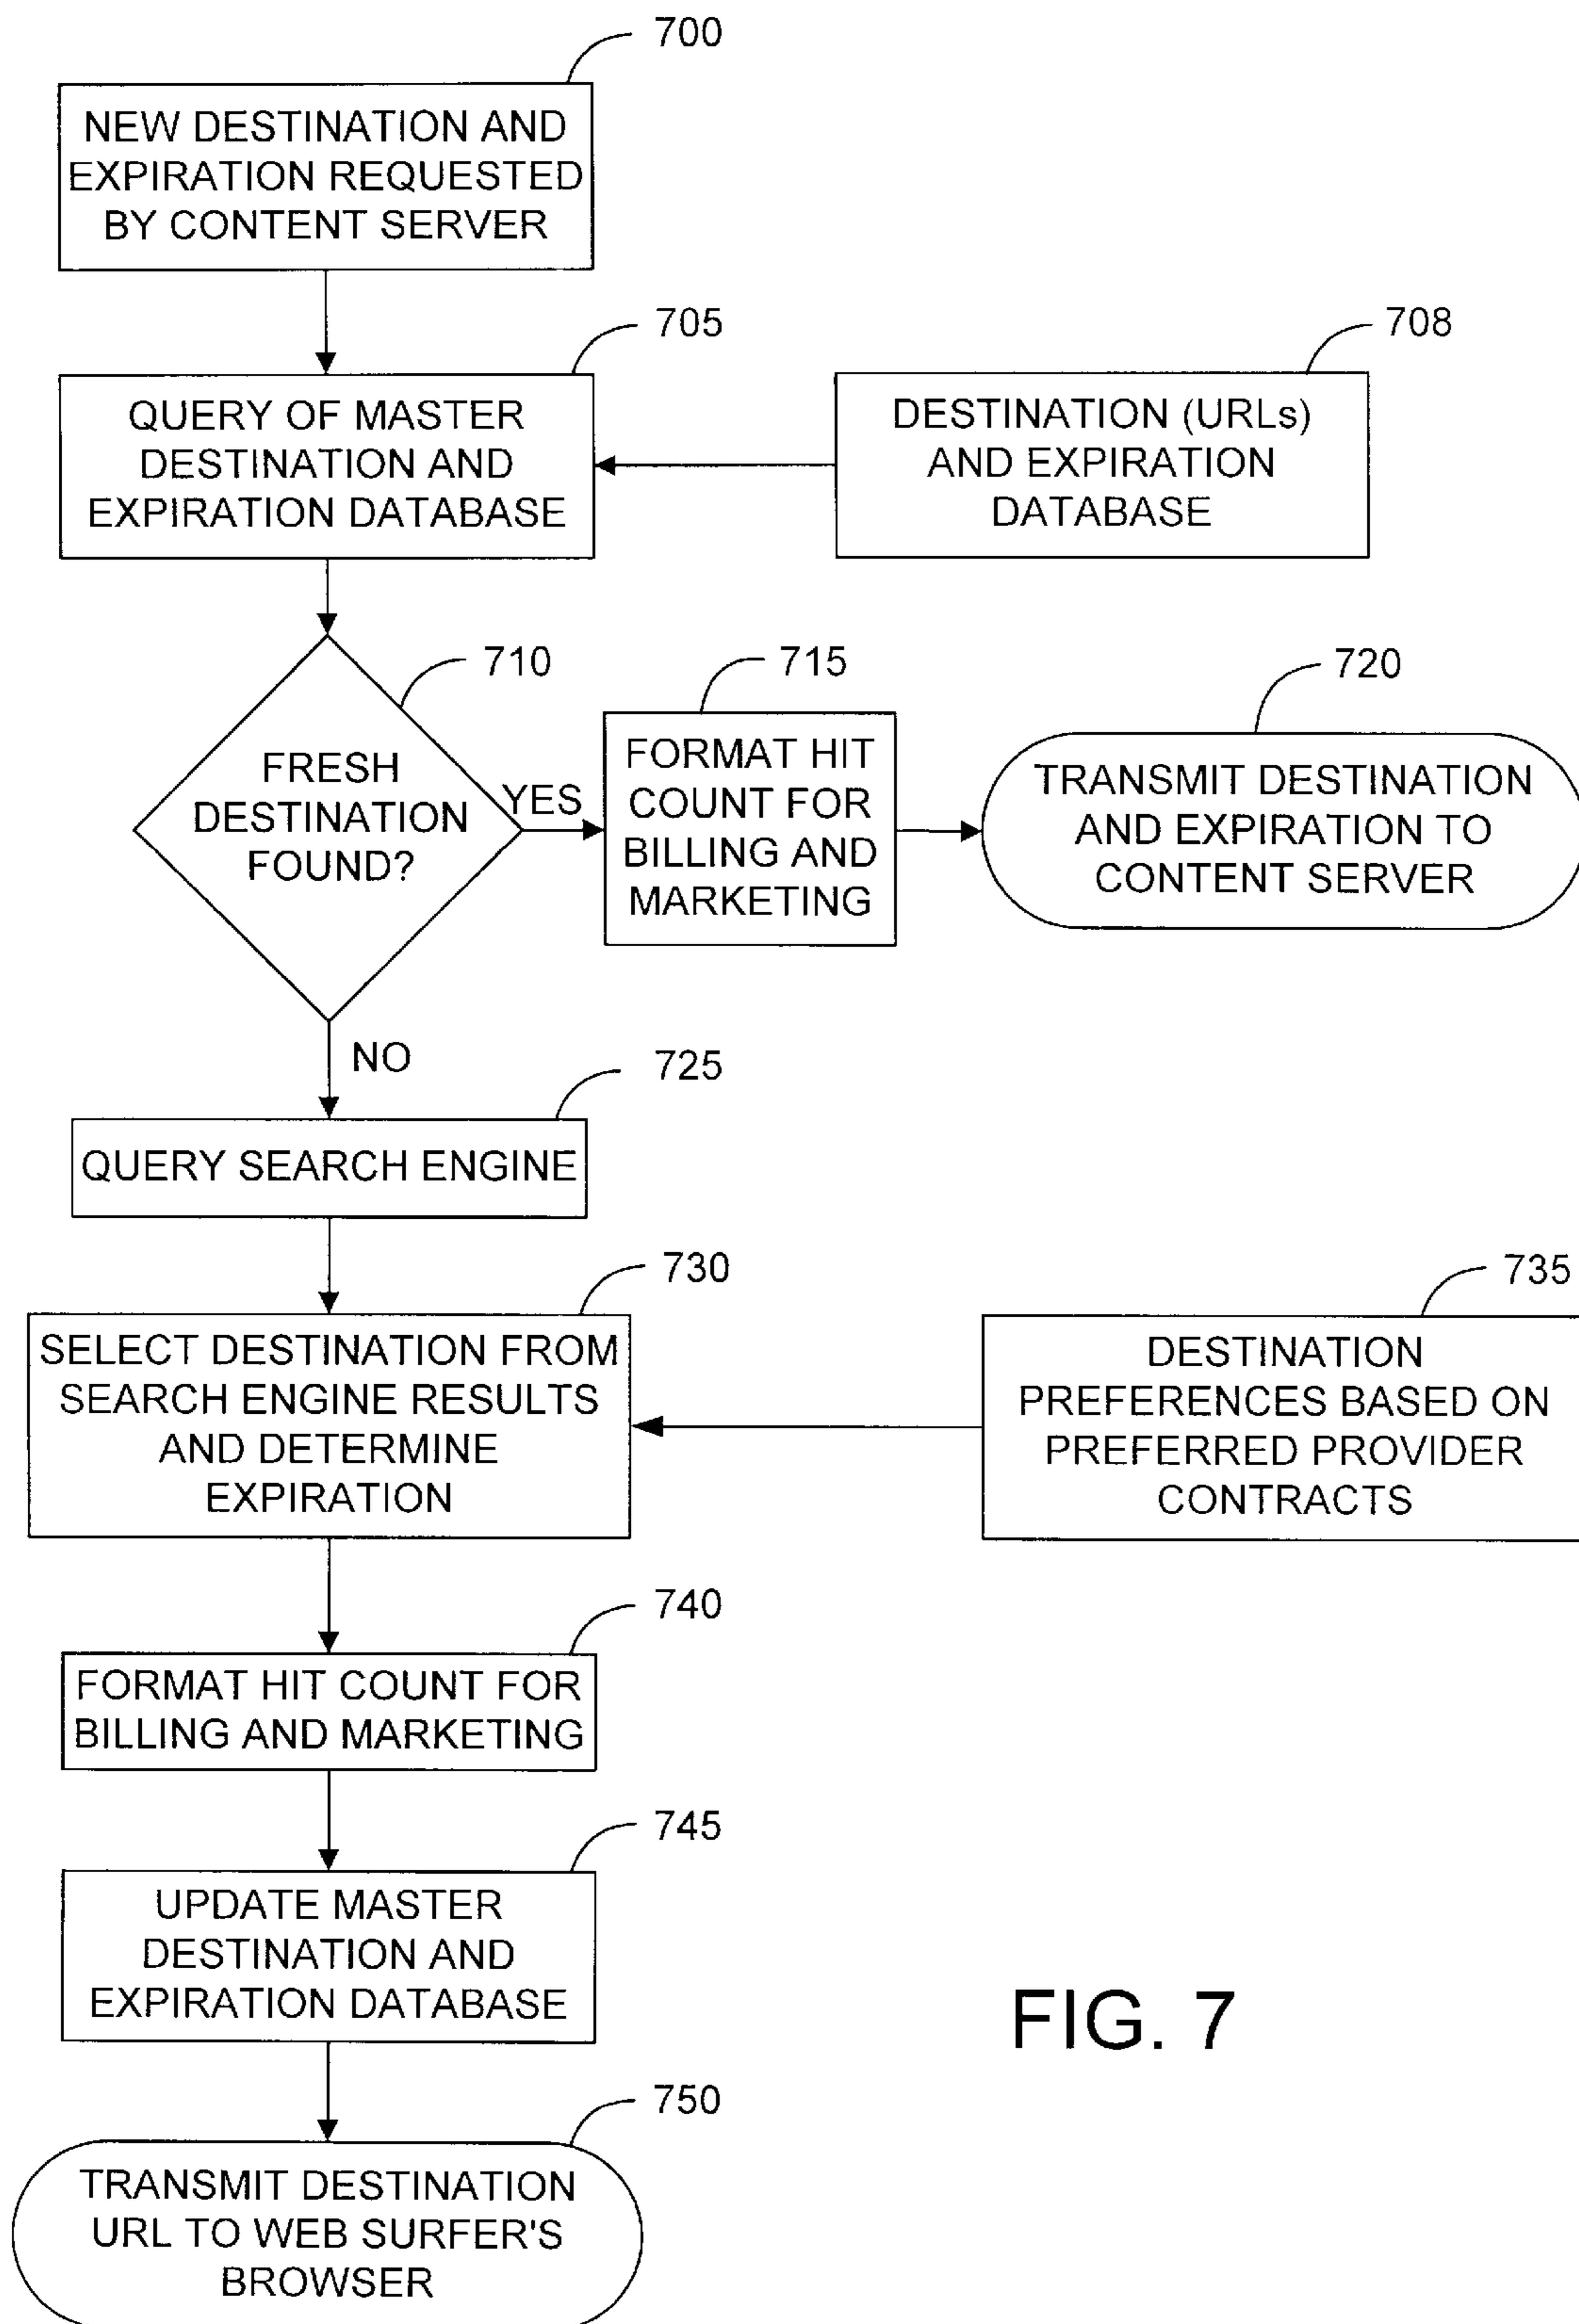 700
NEW DESTINATION AND
EXPIRATION REQUESTED
BY CONTENT SERVER
705
QUERY OF MASTER
DESTINATION AND
EXPIRATION DATABASE
708
DESTINATION (URLs)
AND EXPIRATION
DATABASE
710
FRESH
DESTINATION
FOUND?
YES
715
FORMAT HIT
COUNT FOR
BILLING AND
MARKETING
720
TRANSMIT DESTINATION
AND EXPIRATION TO
CONTENT SERVER
NO
725
QUERY SEARCH ENGINE
730
SELECT DESTINATION FROM
SEARCH ENGINE RESULTS
AND DETERMINE
EXPIRATION
735
DESTINATION
PREFERENCES BASED ON
PREFERRED PROVIDER
CONTRACTS
740
FORMAT HIT COUNT FOR
BILLING AND MARKETING
745
UPDATE MASTER
DESTINATION AND
EXPIRATION DATABASE
750
TRANSMIT DESTINATION
URL TO WEB SURFER'S
BROWSER
FIG. 7